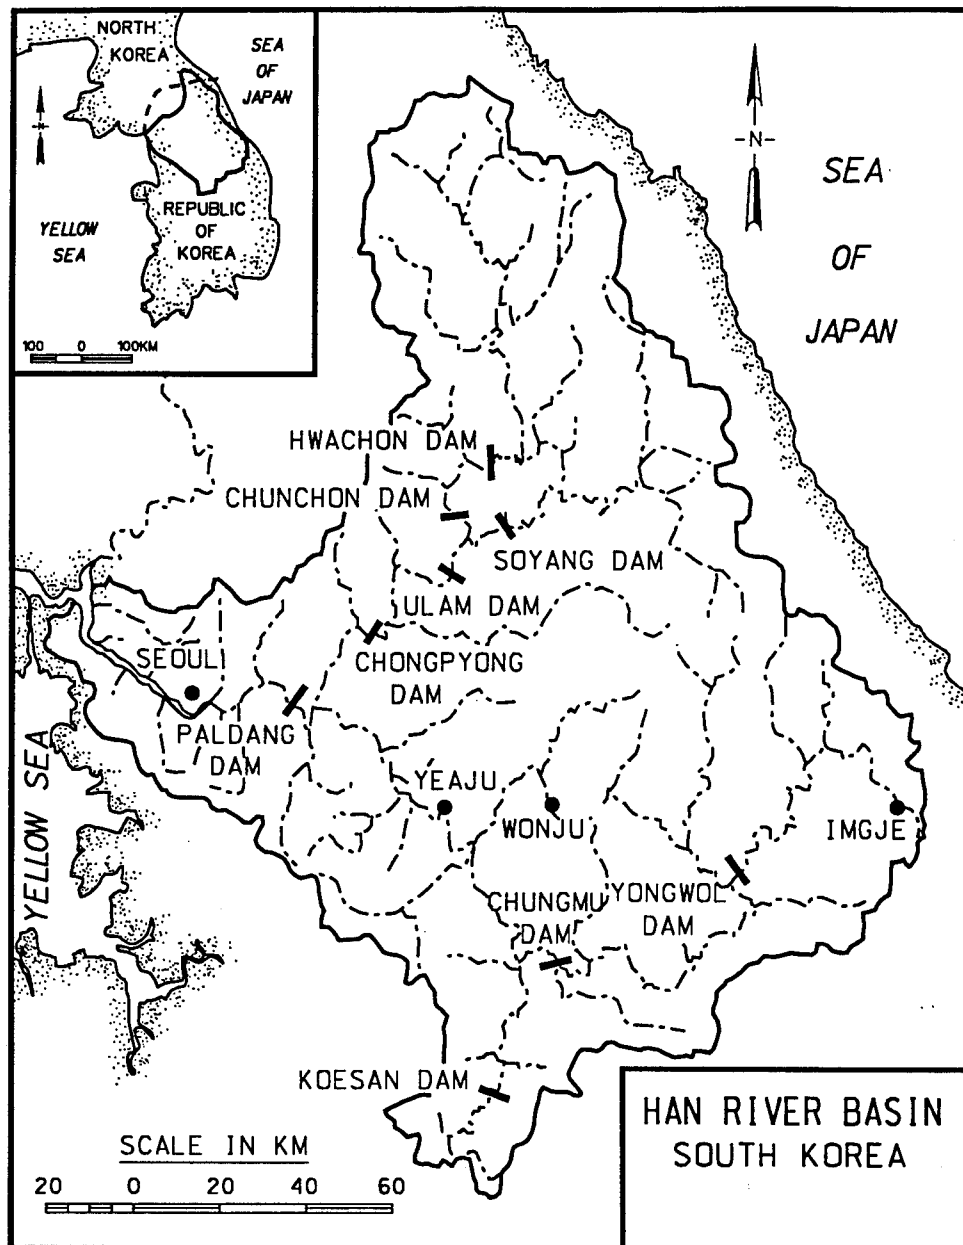 NORTH
KOREA
SEA
OF
JAPAN
N
YELLOW
SEA
REPUBLIC
OF
KOREA
100 0 100KM
N
SEA
OF
JAPAN
HWACHON DAM
CHUNCHON DAM
SOYANG DAM
ULAM DAM
SEOUL
CHONGPYONG
DAM
PALDANG
DAM
YELLOW SEA
YEAJU
WONJU
IMGJE
CHUNGMU
DAM
YONGWOL
DAM
KOESAN DAM
SCALE IN KM
20 0 20 40 60
HAN RIVER BASIN
SOUTH KOREA